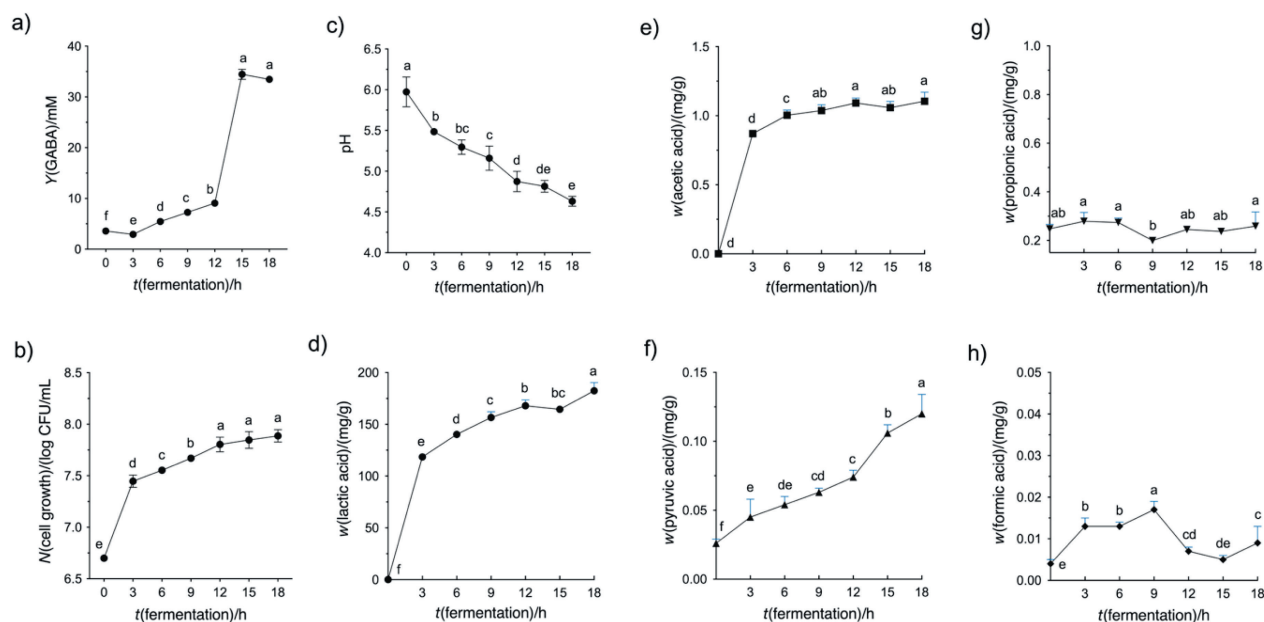 a)
Y(GABA)/mM
40
30
20
10
0
f
e
d
c
b
a
a
0 3 6 9 12 15 18
t(fermentation)/h
b)
N(cell growth)/(log CFU/mL
8.5
8.0
7.5
7.0
6.5
e
d
c
b
a
a
a
0 3 6 9 12 15 18
t(fermentation)/h
c)
pH
6.5
6.0
5.5
5.0
4.5
4.0
a
b
bc
c
d
de
e
0 3 6 9 12 15 18
t(fermentation)/h
d)
w(lactic acid)/(mg/g)
200
150
100
50
0
f
e
d
c
b
bc
a
3 6 9 12 15 18
t(fermentation)/h
e)
w(acetic acid)/(mg/g)
1.5
1.0
0.5
0.0
d
d
c
ab
a
ab
a
3 6 9 12 15 18
t(fermentation)/h
f)
w(pyruvic acid)/(mg/g)
0.15
0.10
0.05
0.00
f
e
de
cd
c
b
a
3 6 9 12 15 18
t(fermentation)/h
g)
w(propionic acid)/(mg/g)
1.0
0.8
0.6
0.4
0.2
ab
a
a
b
ab
ab
a
3 6 9 12 15 18
t(fermentation)/h
h)
w(formic acid)/(mg/g)
0.05
0.04
0.03
0.02
0.01
0.00
e
b
b
a
cd
de
c
3 6 9 12 15 18
t(fermentation)/h